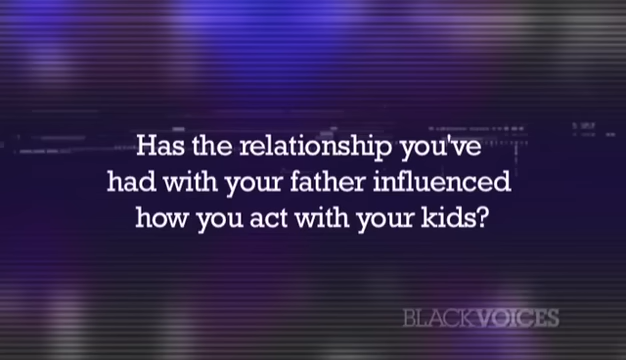 Has the relationship you've
had with your father influenced
how you act with your kids?
BLACKVOICES